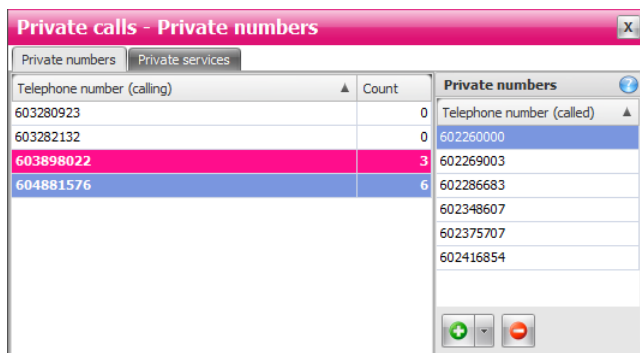 Private calls - Private numbers X
Private numbers Private services
Telephone number (calling) Count
603280923 0
603282132 0
603898022 3
604881576 6
Private numbers ?
Telephone number (called)
602260000
602269003
602286683
602348607
602375707
602416854